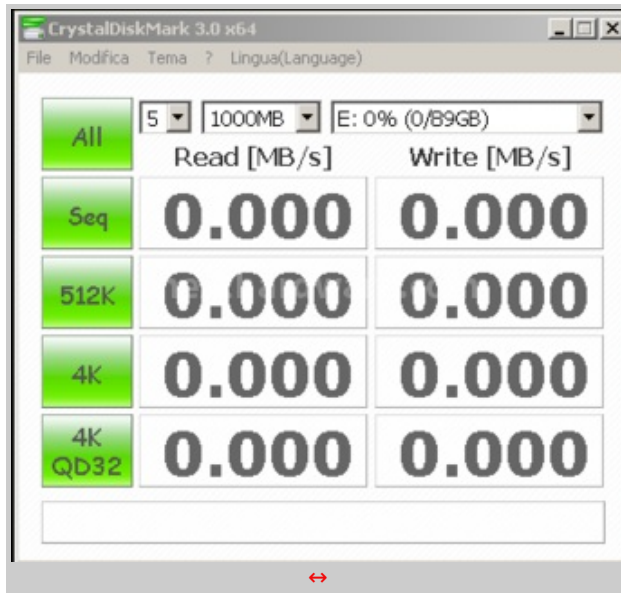 CrystalDiskMark 3.0 x64
File Modifica Tema ? Lingua(Language)
All 5 1000MB E: 0% (0/89GB)
Read [MB/s] Write [MB/s]
Seq 0.000 0.000
512K 0.000 0.000
4K 0.000 0.000
4K QD32 0.000 0.000